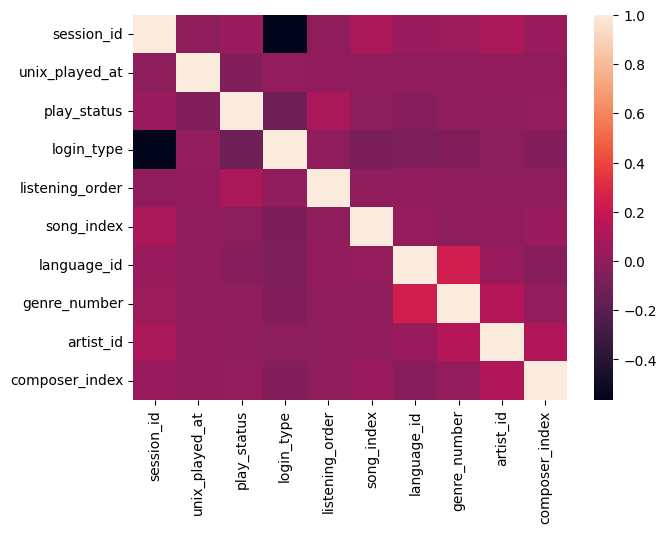 session_id
unix_played_at
play_status
login_type
listening_order
song_index
language_id
genre_number
artist_id
composer_index
session_id
unix_played_at
play_status
login_type
listening_order
song_index
language_id
genre_number
artist_id
composer_index
1.0
0.8
0.6
0.4
0.2
0.0
−0.2
−0.4